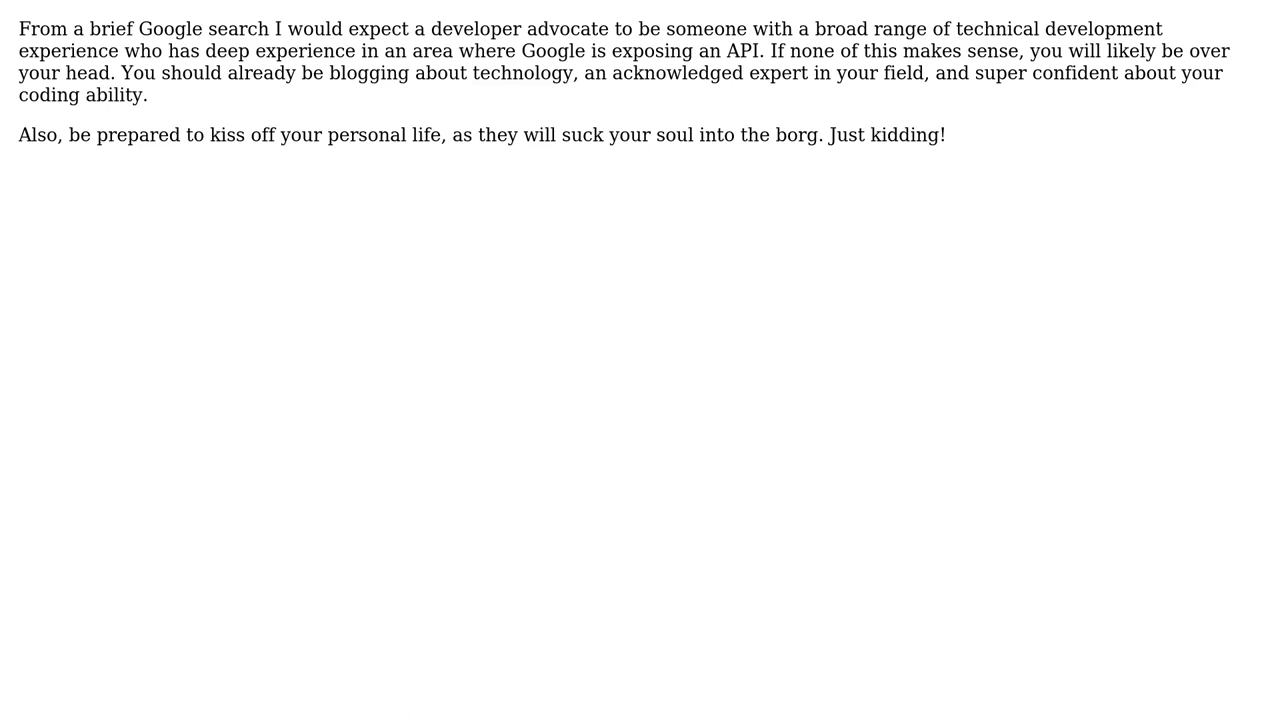 From a brief Google search I would expect a developer advocate to be someone with a broad range of technical development
experience who has deep experience in an area where Google is exposing an API. If none of this makes sense, you will likely be over
your head. You should already be blogging about technology, an acknowledged expert in your field, and super confident about your
coding ability.
Also, be prepared to kiss off your personal life, as they will suck your soul into the borg. Just kidding!